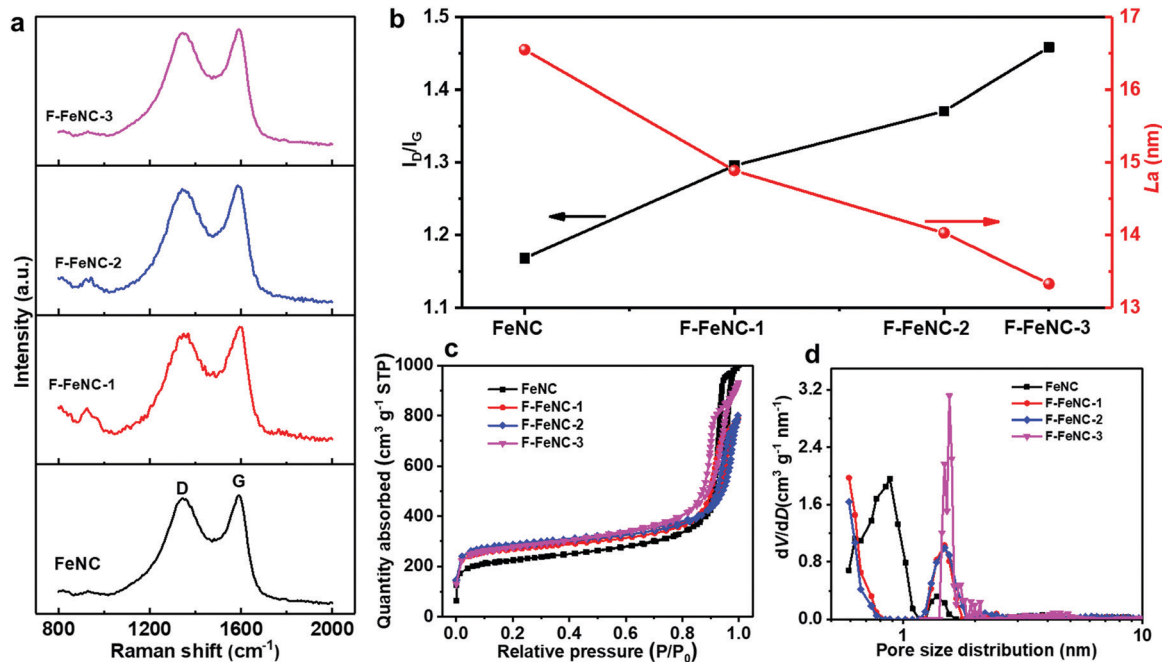 a
F-FeNC-3
F-FeNC-2
F-FeNC-1
D
G
FeNC
Intensity (a.u.)
800
1200
1600
2000
Raman shift (cm⁻¹)
b
1.5
1.4
1.3
1.2
1.1
I_D/I_G
17
16
15
14
13
La (nm)
FeNC
F-FeNC-1
F-FeNC-2
F-FeNC-3
c
FeNC
F-FeNC-1
F-FeNC-2
F-FeNC-3
1000
800
600
400
200
0
Quantity absorbed (cm³ g⁻¹ STP)
0.0
0.2
0.4
0.6
0.8
1.0
Relative pressure (P/P₀)
d
FeNC
F-FeNC-1
F-FeNC-2
F-FeNC-3
3.2
2.4
1.6
0.8
0.0
dV/dD(cm³ g⁻¹ nm⁻¹)
1
10
Pore size distribution (nm)